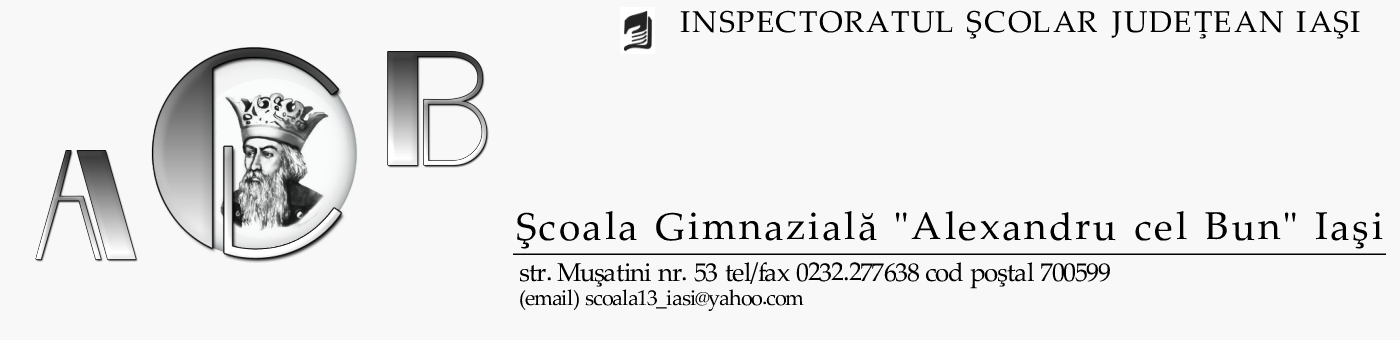 INSPECTORATUL ŞCOLAR JUDEŢEAN IAŞI
A C B
Şcoala Gimnazială "Alexandru cel Bun" Iaşi
str. Muşatini nr. 53 tel/fax 0232.277638 cod poştal 700599
(email) scoala13_iasi@yahoo.com